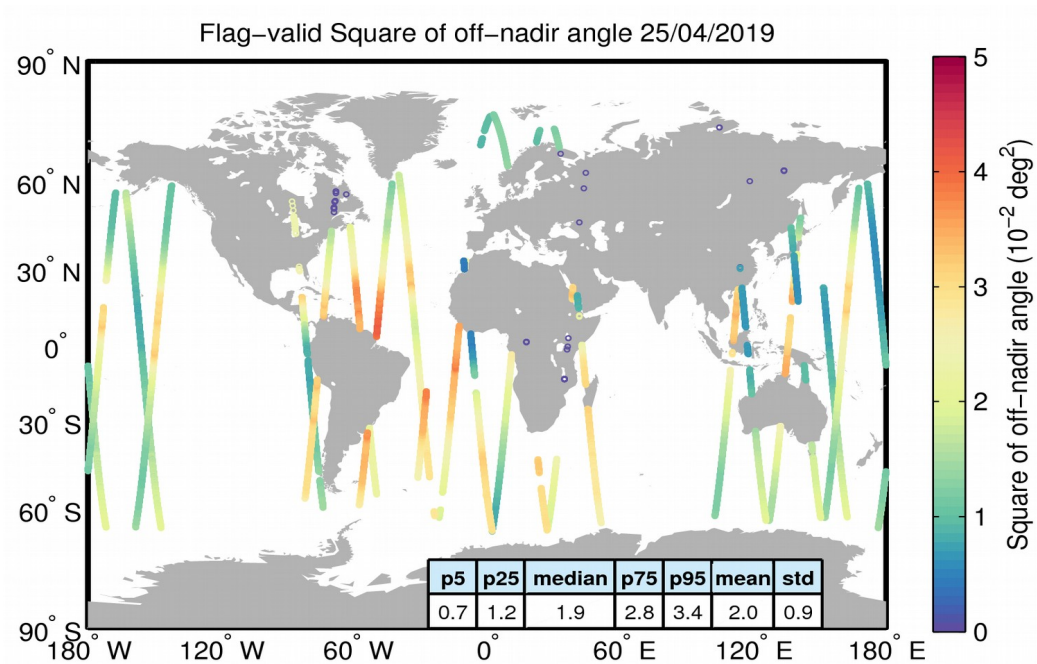 Flag−valid Square of off−nadir angle 25/04/2019
90° N
60° N
30° N
0°
30° S
60° S
90° S
180° W
120° W
60° W
0°
60° E
120° E
180° E
p5 p25 median p75 p95 mean std
0.7 1.2 1.9 2.8 3.4 2.0 0.9
5
4
3
2
1
0
Square of off−nadir angle (10⁻² deg²)